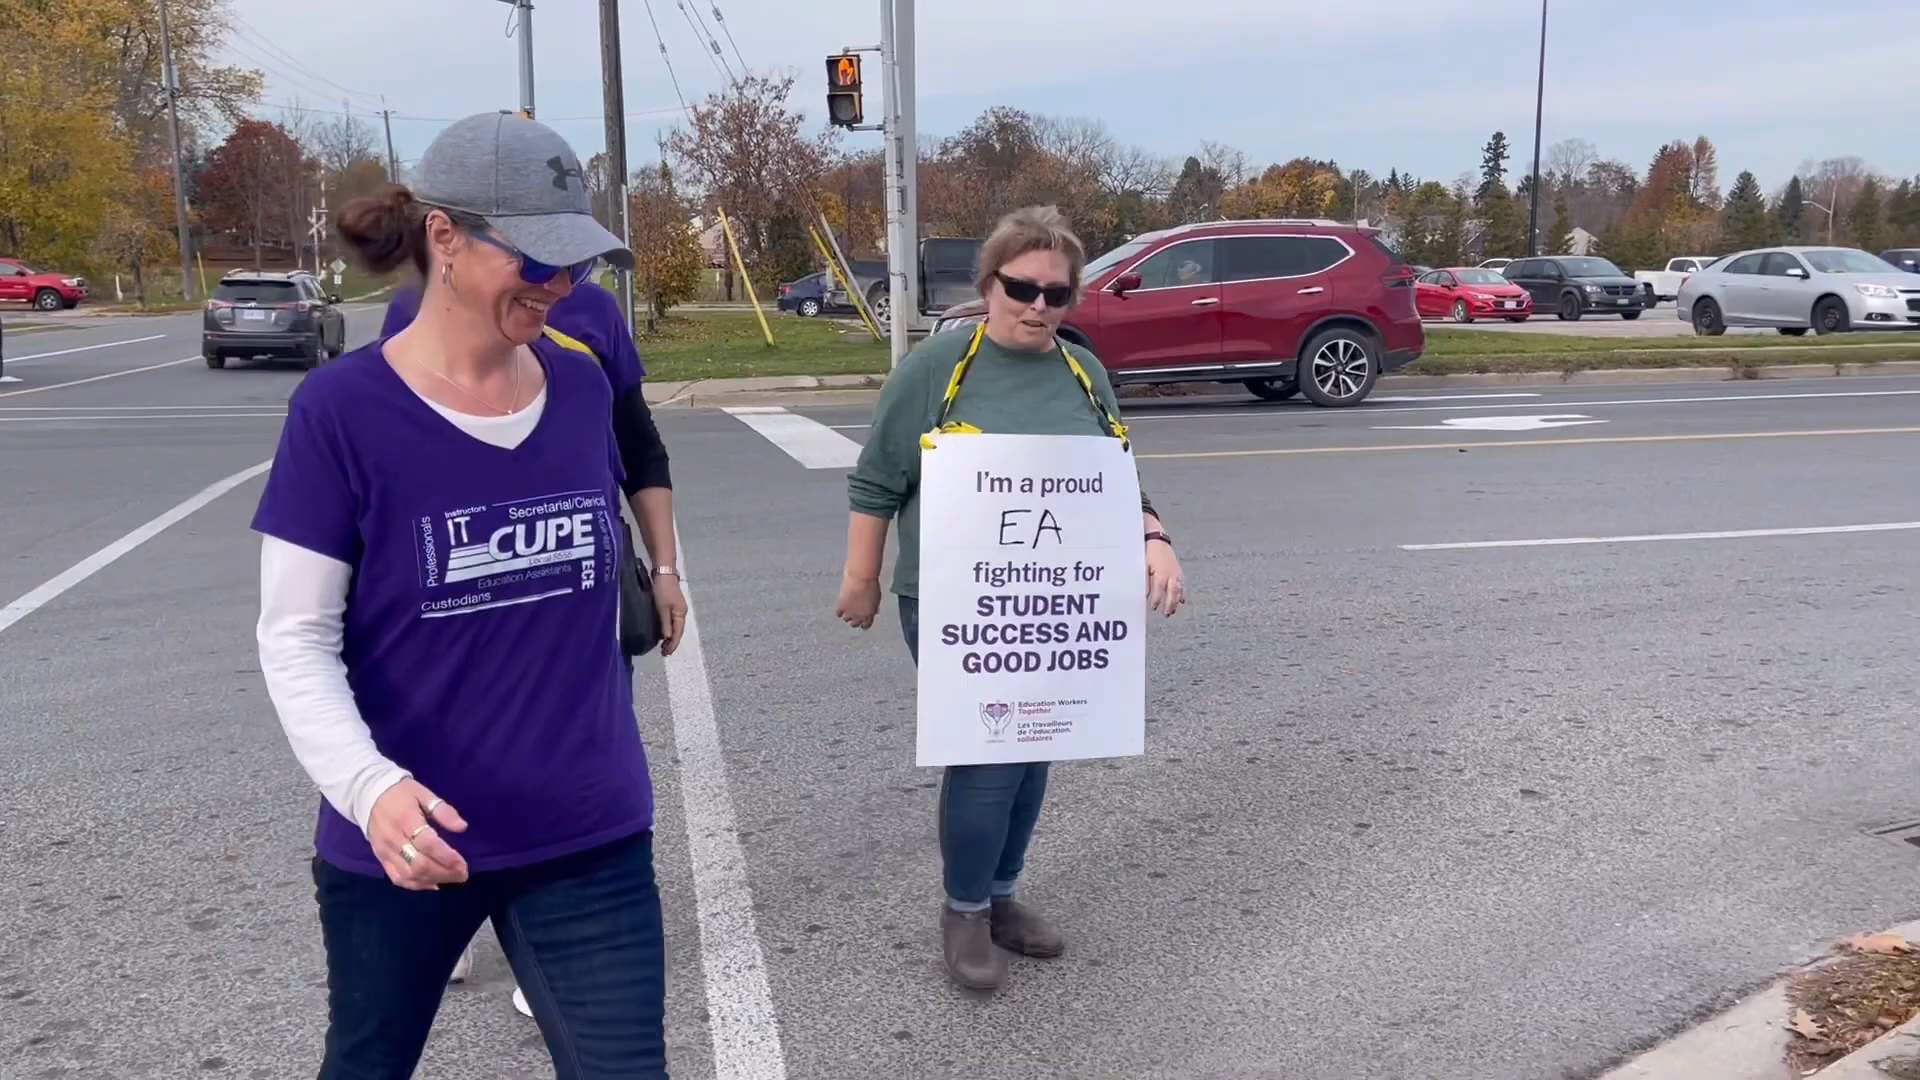 Instructors
Secretarial/Clerical
Professionals
IT
CUPE
Education Assistants
ECE
Custodians
I'm a proud
EA
fighting for
STUDENT
SUCCESS AND
GOOD JOBS
Education Workers
Together
Les travailleurs
de l'éducation,
solidaires